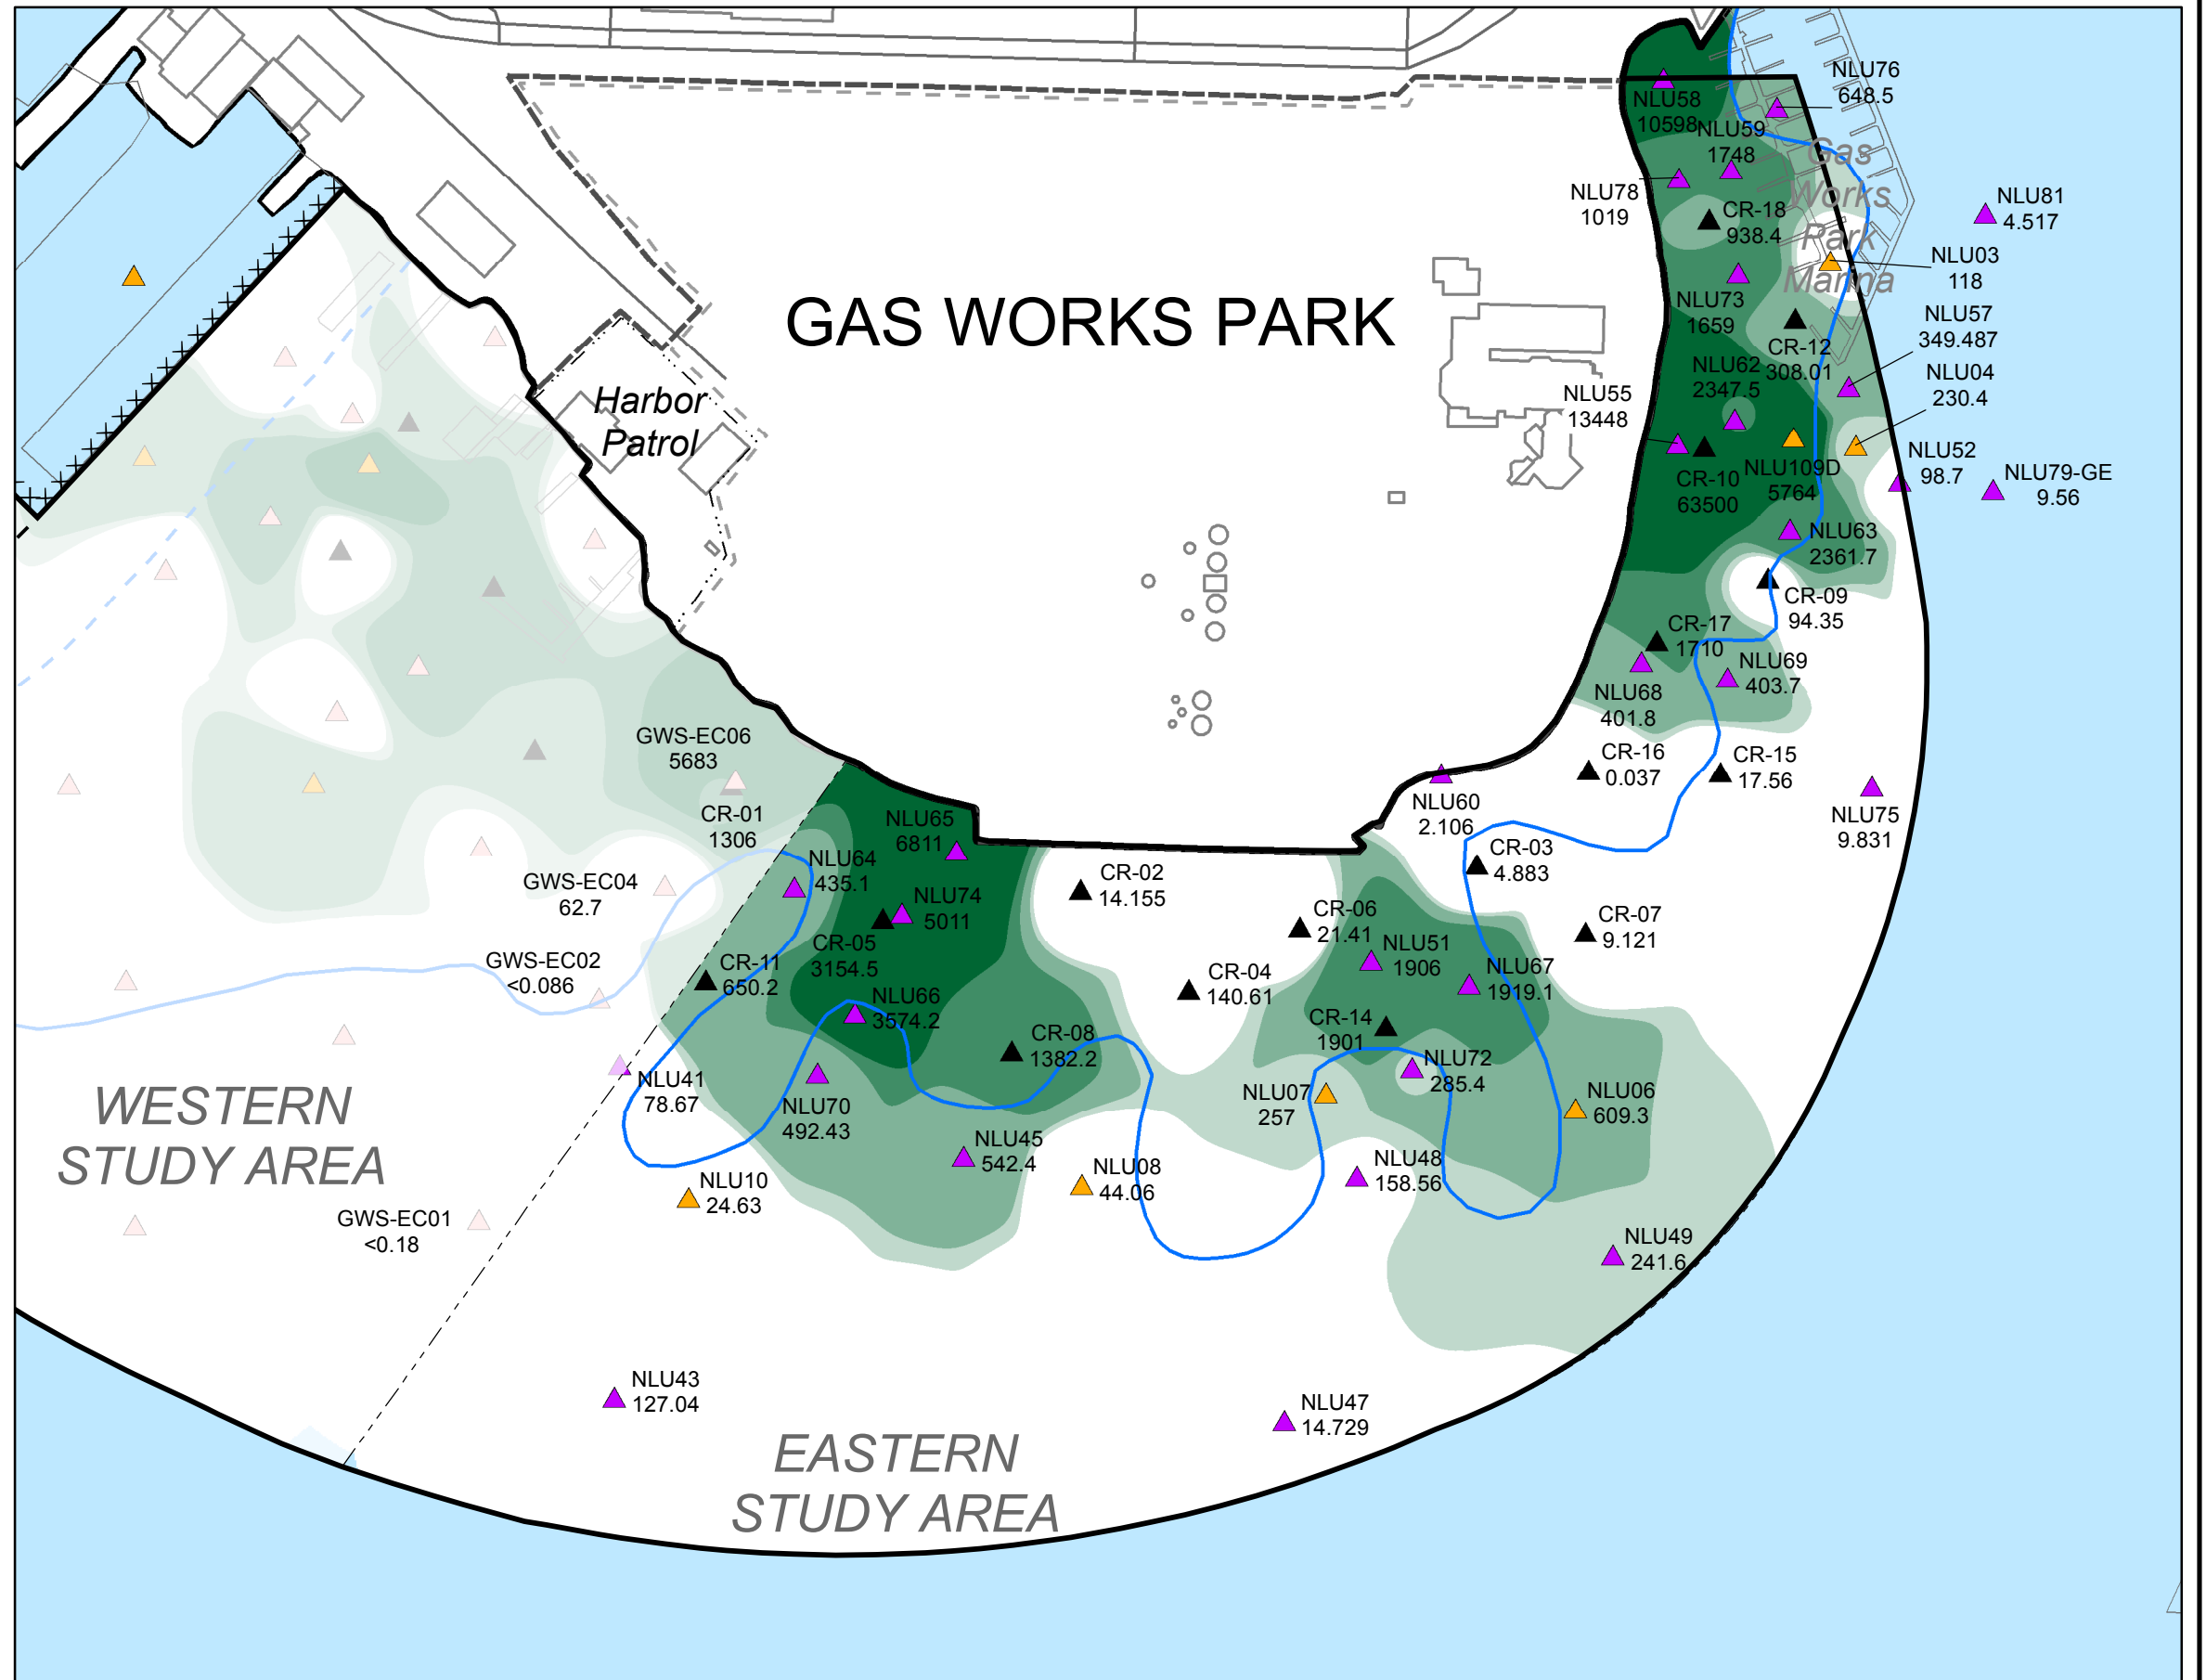 NLU76
648.5
NLU58
10598
NLU59
1748
Gas
Works
Park
Marina
NLU78
1019
CR-18
938.4
NLU81
4.517
NLU03
118
NLU73
1659
NLU57
349.487
CR-12
308.01
NLU62
2347.5
NLU04
230.4
NLU55
13448
GAS WORKS PARK
Harbor
Patrol
CR-10
63500
NLU109D
5764
NLU52
98.7
NLU79-GE
9.56
NLU63
2361.7
CR-09
94.35
CR-17
1710
NLU69
403.7
NLU68
401.8
GWS-EC06
5683
CR-16
0.037
CR-15
17.56
CR-01
1306
NLU65
6811
NLU60
2.106
NLU75
9.831
NLU64
435.1
CR-03
4.883
GWS-EC04
62.7
NLU74
5011
CR-02
14.155
CR-06
21.41
CR-07
9.121
CR-05
3154.5
NLU51
1906
GWS-EC02
<0.086
CR-11
650.2
CR-04
140.61
NLU67
1919.1
NLU66
3574.2
CR-14
1901
CR-08
1382.2
NLU72
285.4
NLU41
78.67
NLU07
257
NLU06
609.3
WESTERN
STUDY AREA
NLU70
492.43
NLU45
542.4
NLU08
44.06
NLU48
158.56
NLU10
24.63
GWS-EC01
<0.18
NLU49
241.6
NLU43
127.04
NLU47
14.729
EASTERN
STUDY AREA